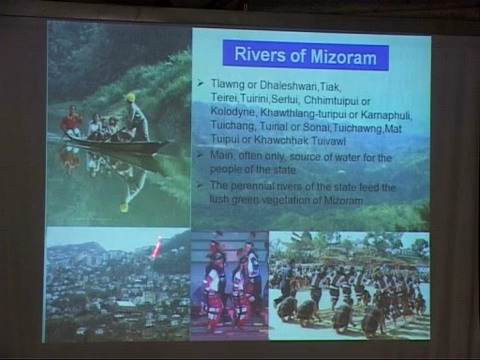 Rivers of Mizoram
Tlawng or Dhaleshwari,Tiak,
Teirei,Tuirini,Serlui, Chhimtuipui or
Kolodyne, Khawthlang-turipui or Karnaphuli,
Tuichang, Tuirial or Sonai,Tuichawng,Mat
Tuipui or Khawchhak Tuivawl
Main, often only, source of water for the
people of the state
The perennial rivers of the state feed the
lush green vegetation of Mizoram